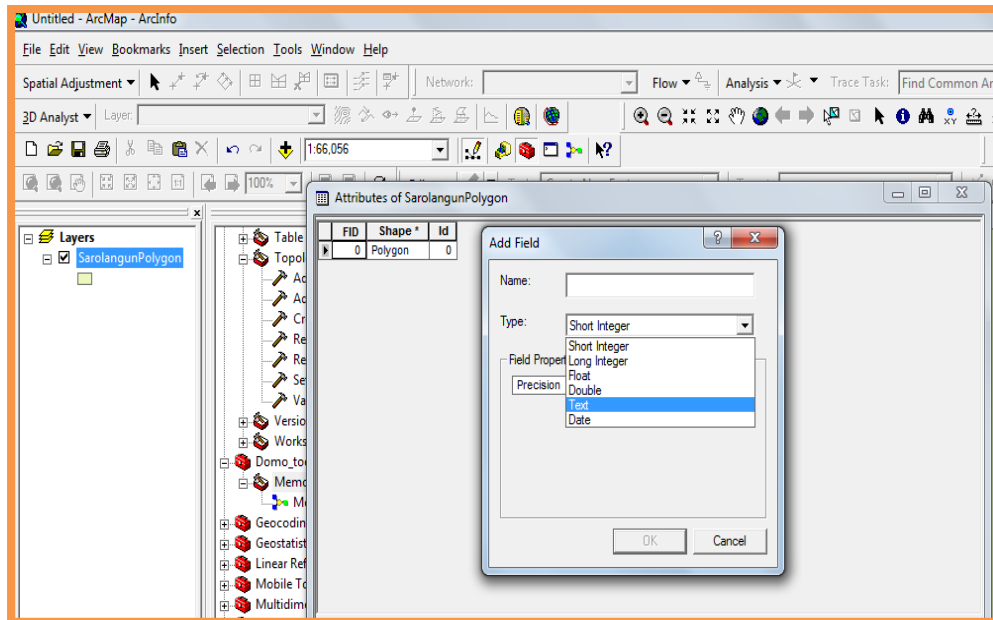 Untitled - ArcMap - ArcInfo
File Edit View Bookmarks Insert Selection Tools Window Help
Spatial Adjustment Network: Flow Analysis Trace Task: Find Common Ar
3D Analyst Layer:
1:66,056
100%
Attributes of SarolangunPolygon
Layers
SarolangunPolygon
Table
Topol
Ad
Ad
Cr
Re
Re
Se
Va
Versio
Works
Domo_too
Memo
Mo
Geocodin
Geostatist
Linear Ref
Mobile To
Multidime
FID Shape * Id
0 Polygon 0
Add Field
Name:
Type: Short Integer
Short Integer
Long Integer
Float
Double
Text
Date
Field Propert
Precision
OK Cancel